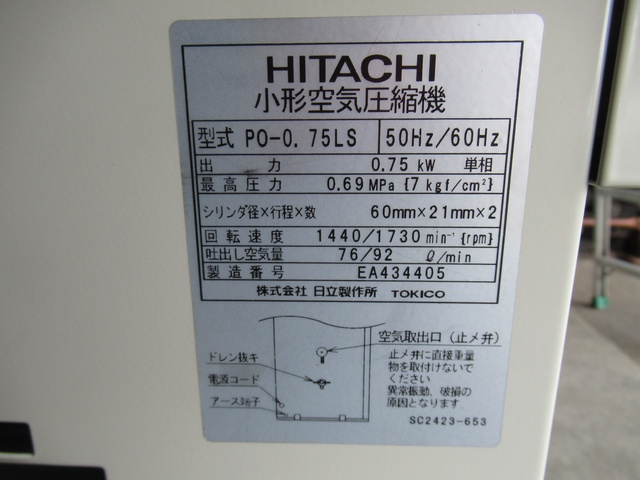 HITACHI
小形空気圧縮機
型式 PO-0.75LS 50Hz/60Hz
出力 0.75 kW 単相
最高圧力 0.69 MPa {7 kgf/cm²}
シリンダ径×行程×数 60mm×21mm×2
回転速度 1440/1730 min⁻¹ {rpm}
吐出し空気量 76/92 ℓ/min
製造番号 EA434405
株式会社 日立製作所 TOKICO
空気取出口(止メ弁)
ドレン抜キ
電源コード
アース端子
止メ弁に直接重量
物を取付けないで
ください
異常振動、破損の
原因となります。
SC2423-653